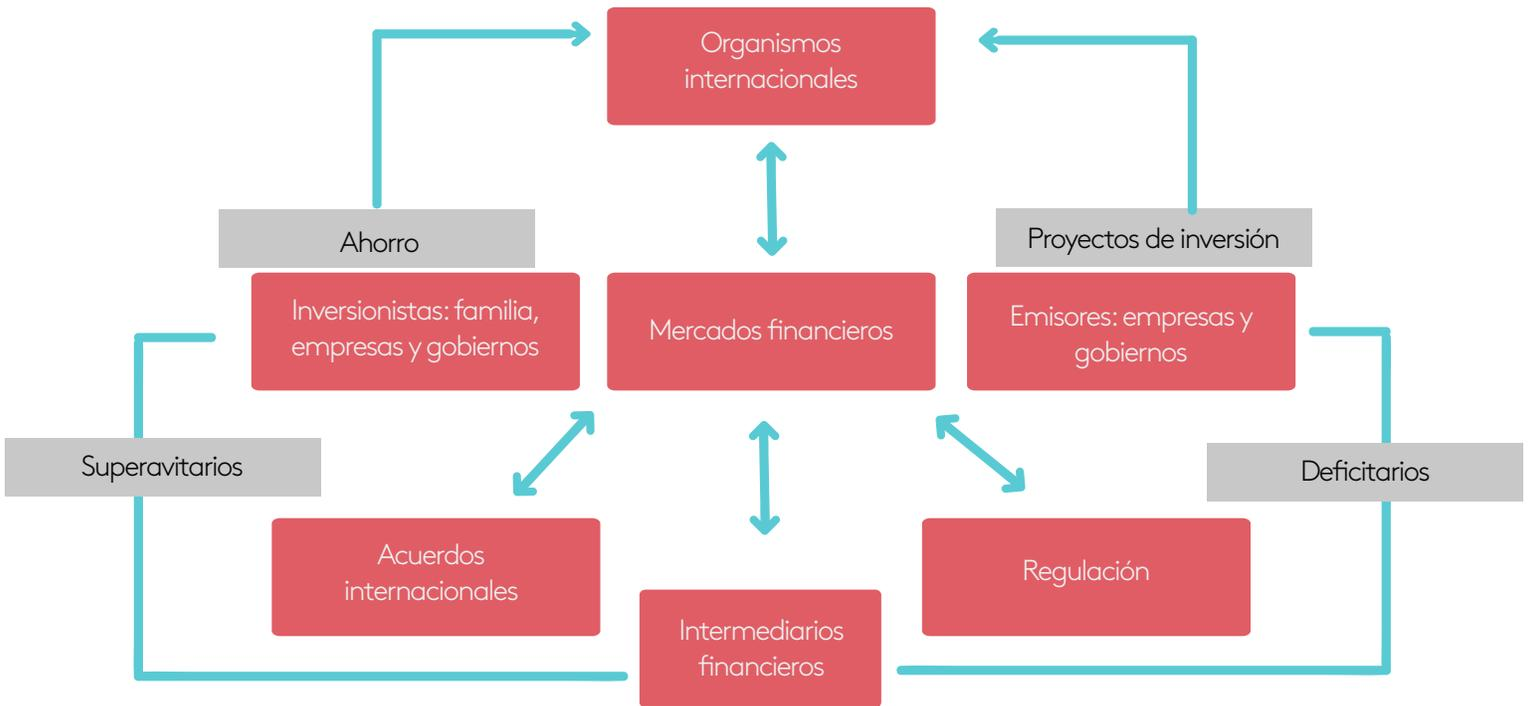 Organismos
internacionales
Ahorro
Proyectos de inversión
Inversionistas: familia,
empresas y gobiernos
Mercados financieros
Emisores: empresas y
gobiernos
Superavitarios
Deficitarios
Acuerdos
internacionales
Regulación
Intermediarios
financieros